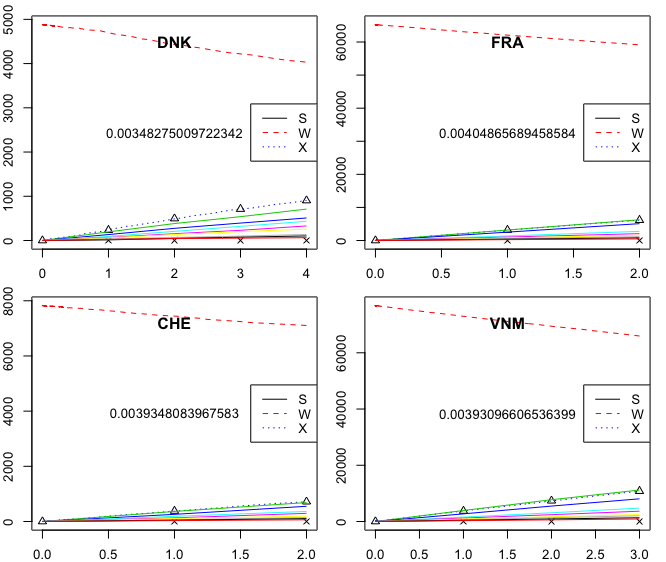 DNK
0
1000
2000
3000
4000
5000
0.00348275009722342
S
W
X
0
1
2
3
4
FRA
0
20000
40000
60000
0.00404865689458584
S
W
X
0.0
0.5
1.0
1.5
2.0
CHE
0
2000
4000
6000
8000
0.0039348083967583
S
W
X
0.0
0.5
1.0
1.5
2.0
VNM
0
20000
40000
60000
0.00393096606536399
S
W
X
0.0
0.5
1.0
1.5
2.0
2.5
3.0